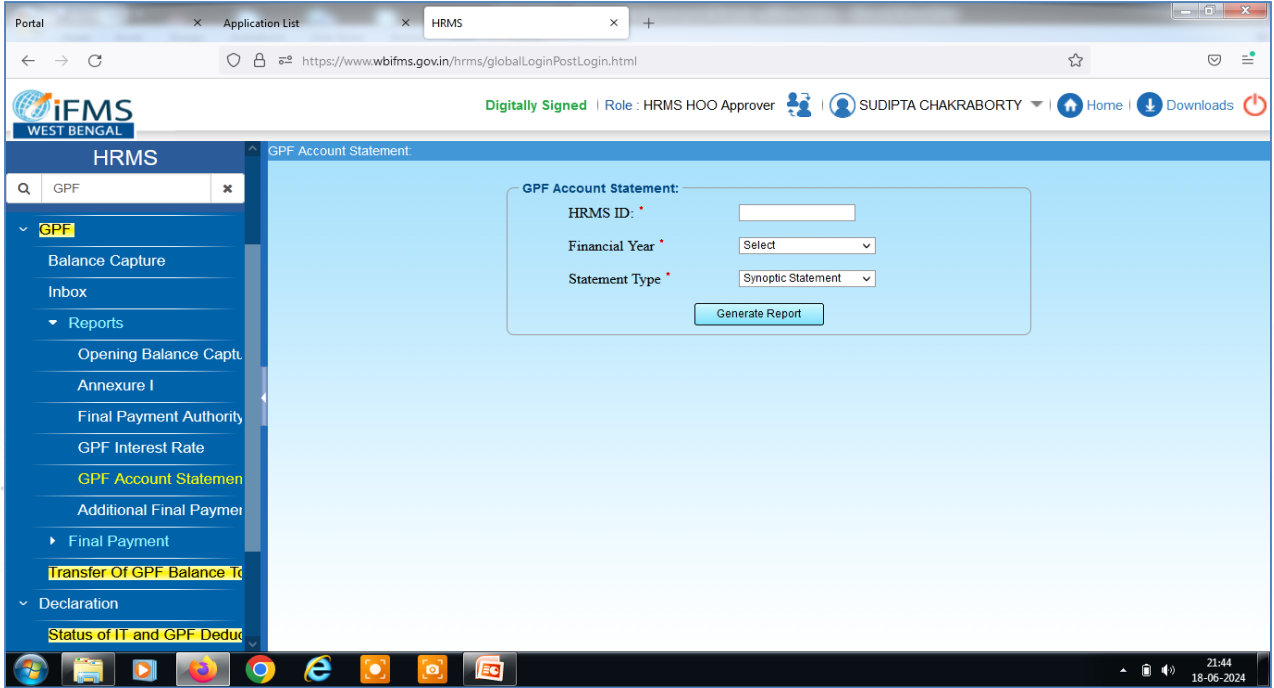 Portal
Application List
HRMS
https://www.wbifms.gov.in/hrms/globalLoginPostLogin.html
iFMS
WEST BENGAL
Digitally Signed | Role : HRMS HOO Approver | SUDIPTA CHAKRABORTY | Home | Downloads
HRMS
GPF
GPF
Balance Capture
Inbox
Reports
Opening Balance Captu
Annexure I
Final Payment Authority
GPF Interest Rate
GPF Account Statemen
Additional Final Paymen
Final Payment
Transfer Of GPF Balance To
Declaration
Status of IT and GPF Deduc
GPF Account Statement:
GPF Account Statement:
HRMS ID: *
Financial Year * Select
Statement Type * Synoptic Statement
Generate Report
21:44
18-06-2024